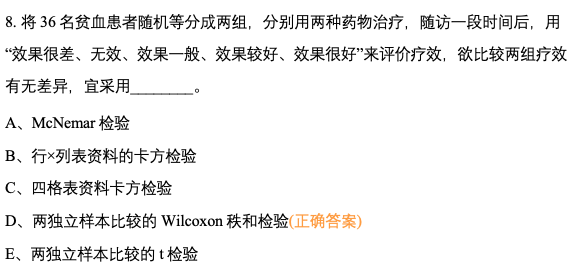 8. 将 36 名贫血患者随机等分成两组，分别用两种药物治疗，随访一段时间后，用
“效果很差、无效、效果一般、效果较好、效果很好”来评价疗效，欲比较两组疗效
有无差异，宜采用________。
A、McNemar 检验
B、行×列表资料的卡方检验
C、四格表资料卡方检验
D、两独立样本比较的 Wilcoxon 秩和检验(正确答案)
E、两独立样本比较的 t 检验